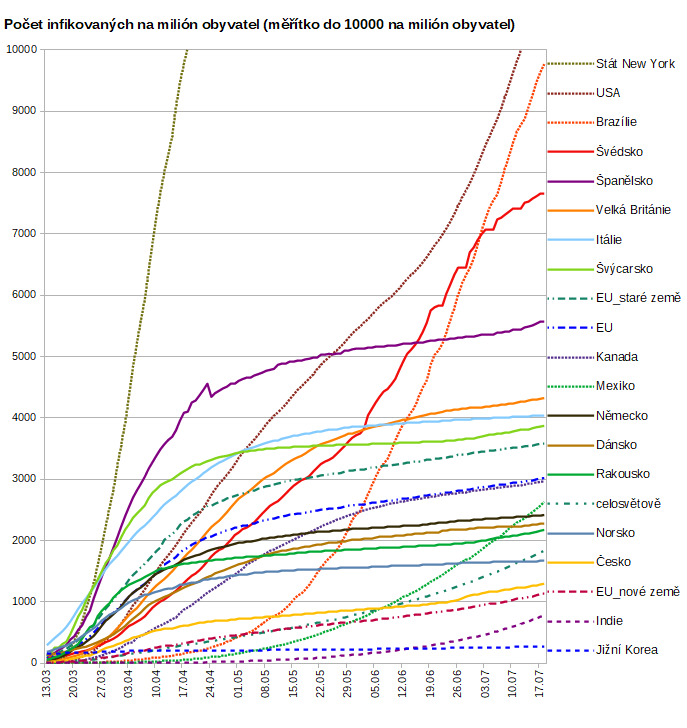 Počet infikovaných na milión obyvatel (měřítko do 10000 na milión obyvatel)
10000
9000
8000
7000
6000
5000
4000
3000
2000
1000
0
13.03
20.03
27.03
03.04
10.04
17.04
24.04
01.05
08.05
15.05
22.05
29.05
05.06
12.06
19.06
26.06
03.07
10.07
17.07
Stát New York
USA
Brazílie
Švédsko
Španělsko
Velká Británie
Itálie
Švýcarsko
EU_staré země
EU
Kanada
Mexiko
Německo
Dánsko
Rakousko
celosvětově
Norsko
Česko
EU_nové země
Indie
Jižní Korea